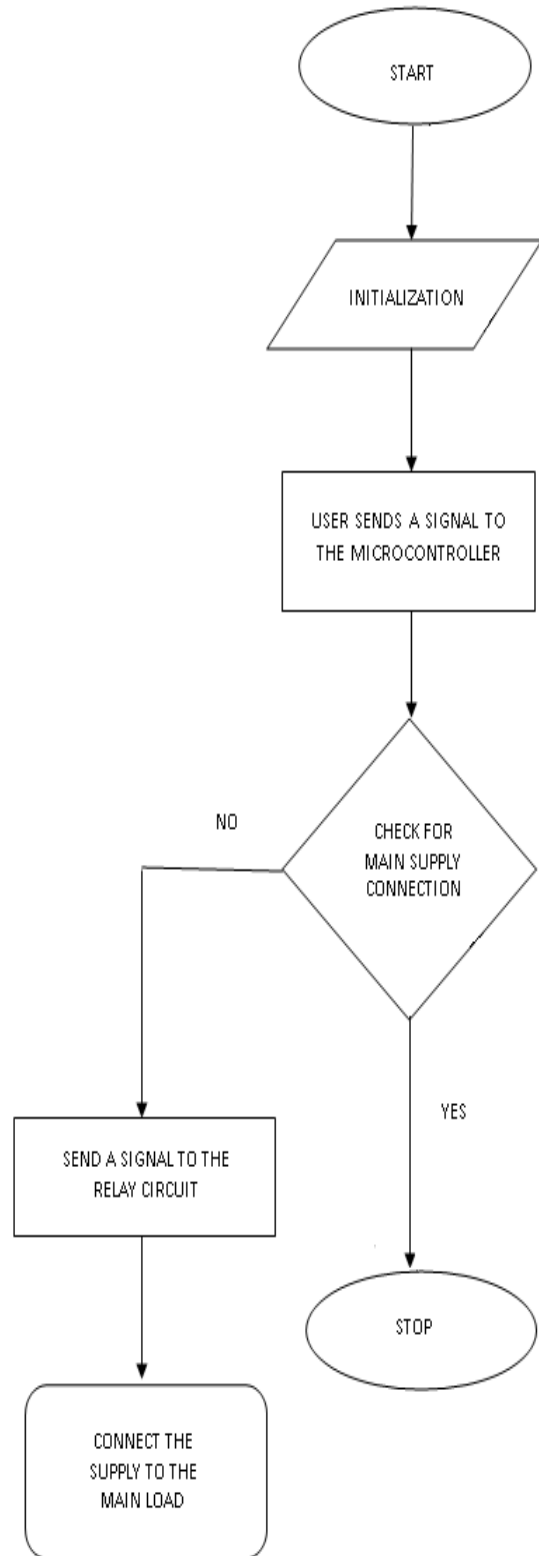 START
INITIALIZATION
USER SENDS A SIGNAL TO
THE MICROCONTROLLER
CHECK FOR
MAIN SUPPLY
CONNECTION
NO
YES
SEND A SIGNAL TO THE
RELAY CIRCUIT
STOP
CONNECT THE
SUPPLY TO THE
MAIN LOAD